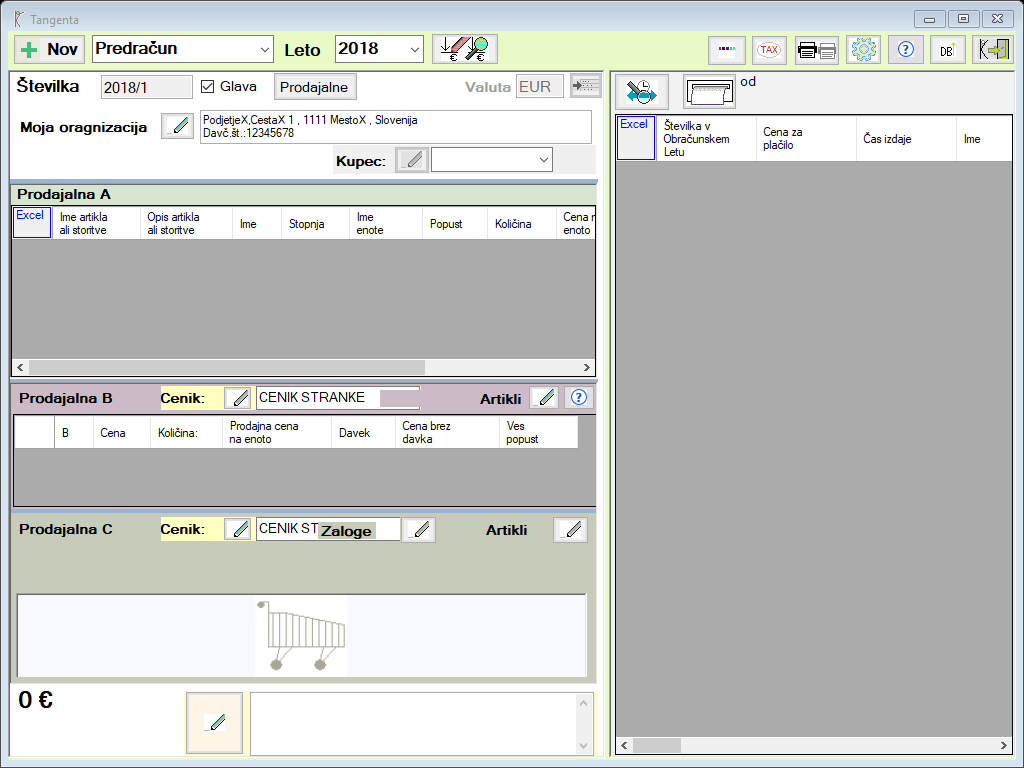 Tangenta
Nov Predračun Leto 2018 € € TAX ? DB
Številka 2018/1 Glava Prodajalne Valuta EUR
Moja oragnizacija PodjetjeX,CestaX 1 , 1111 MestoX , Slovenija
Davč.št.:12345678
Kupec:
Prodajalna A
Excel Ime artikla ali storitve Opis artikla ali storitve Ime Stopnja Ime enote Popust Količina Cena n enoto
Prodajalna B Cenik: CENIK STRANKE Artikli ?
B Cena Količina: Prodajna cena na enoto Davek Cena brez davka Ves popust
Prodajalna C Cenik: CENIK ST Zaloge Artikli
0 €
od
Excel Številka v Obračunskem Letu Cena za plačilo Čas izdaje Ime